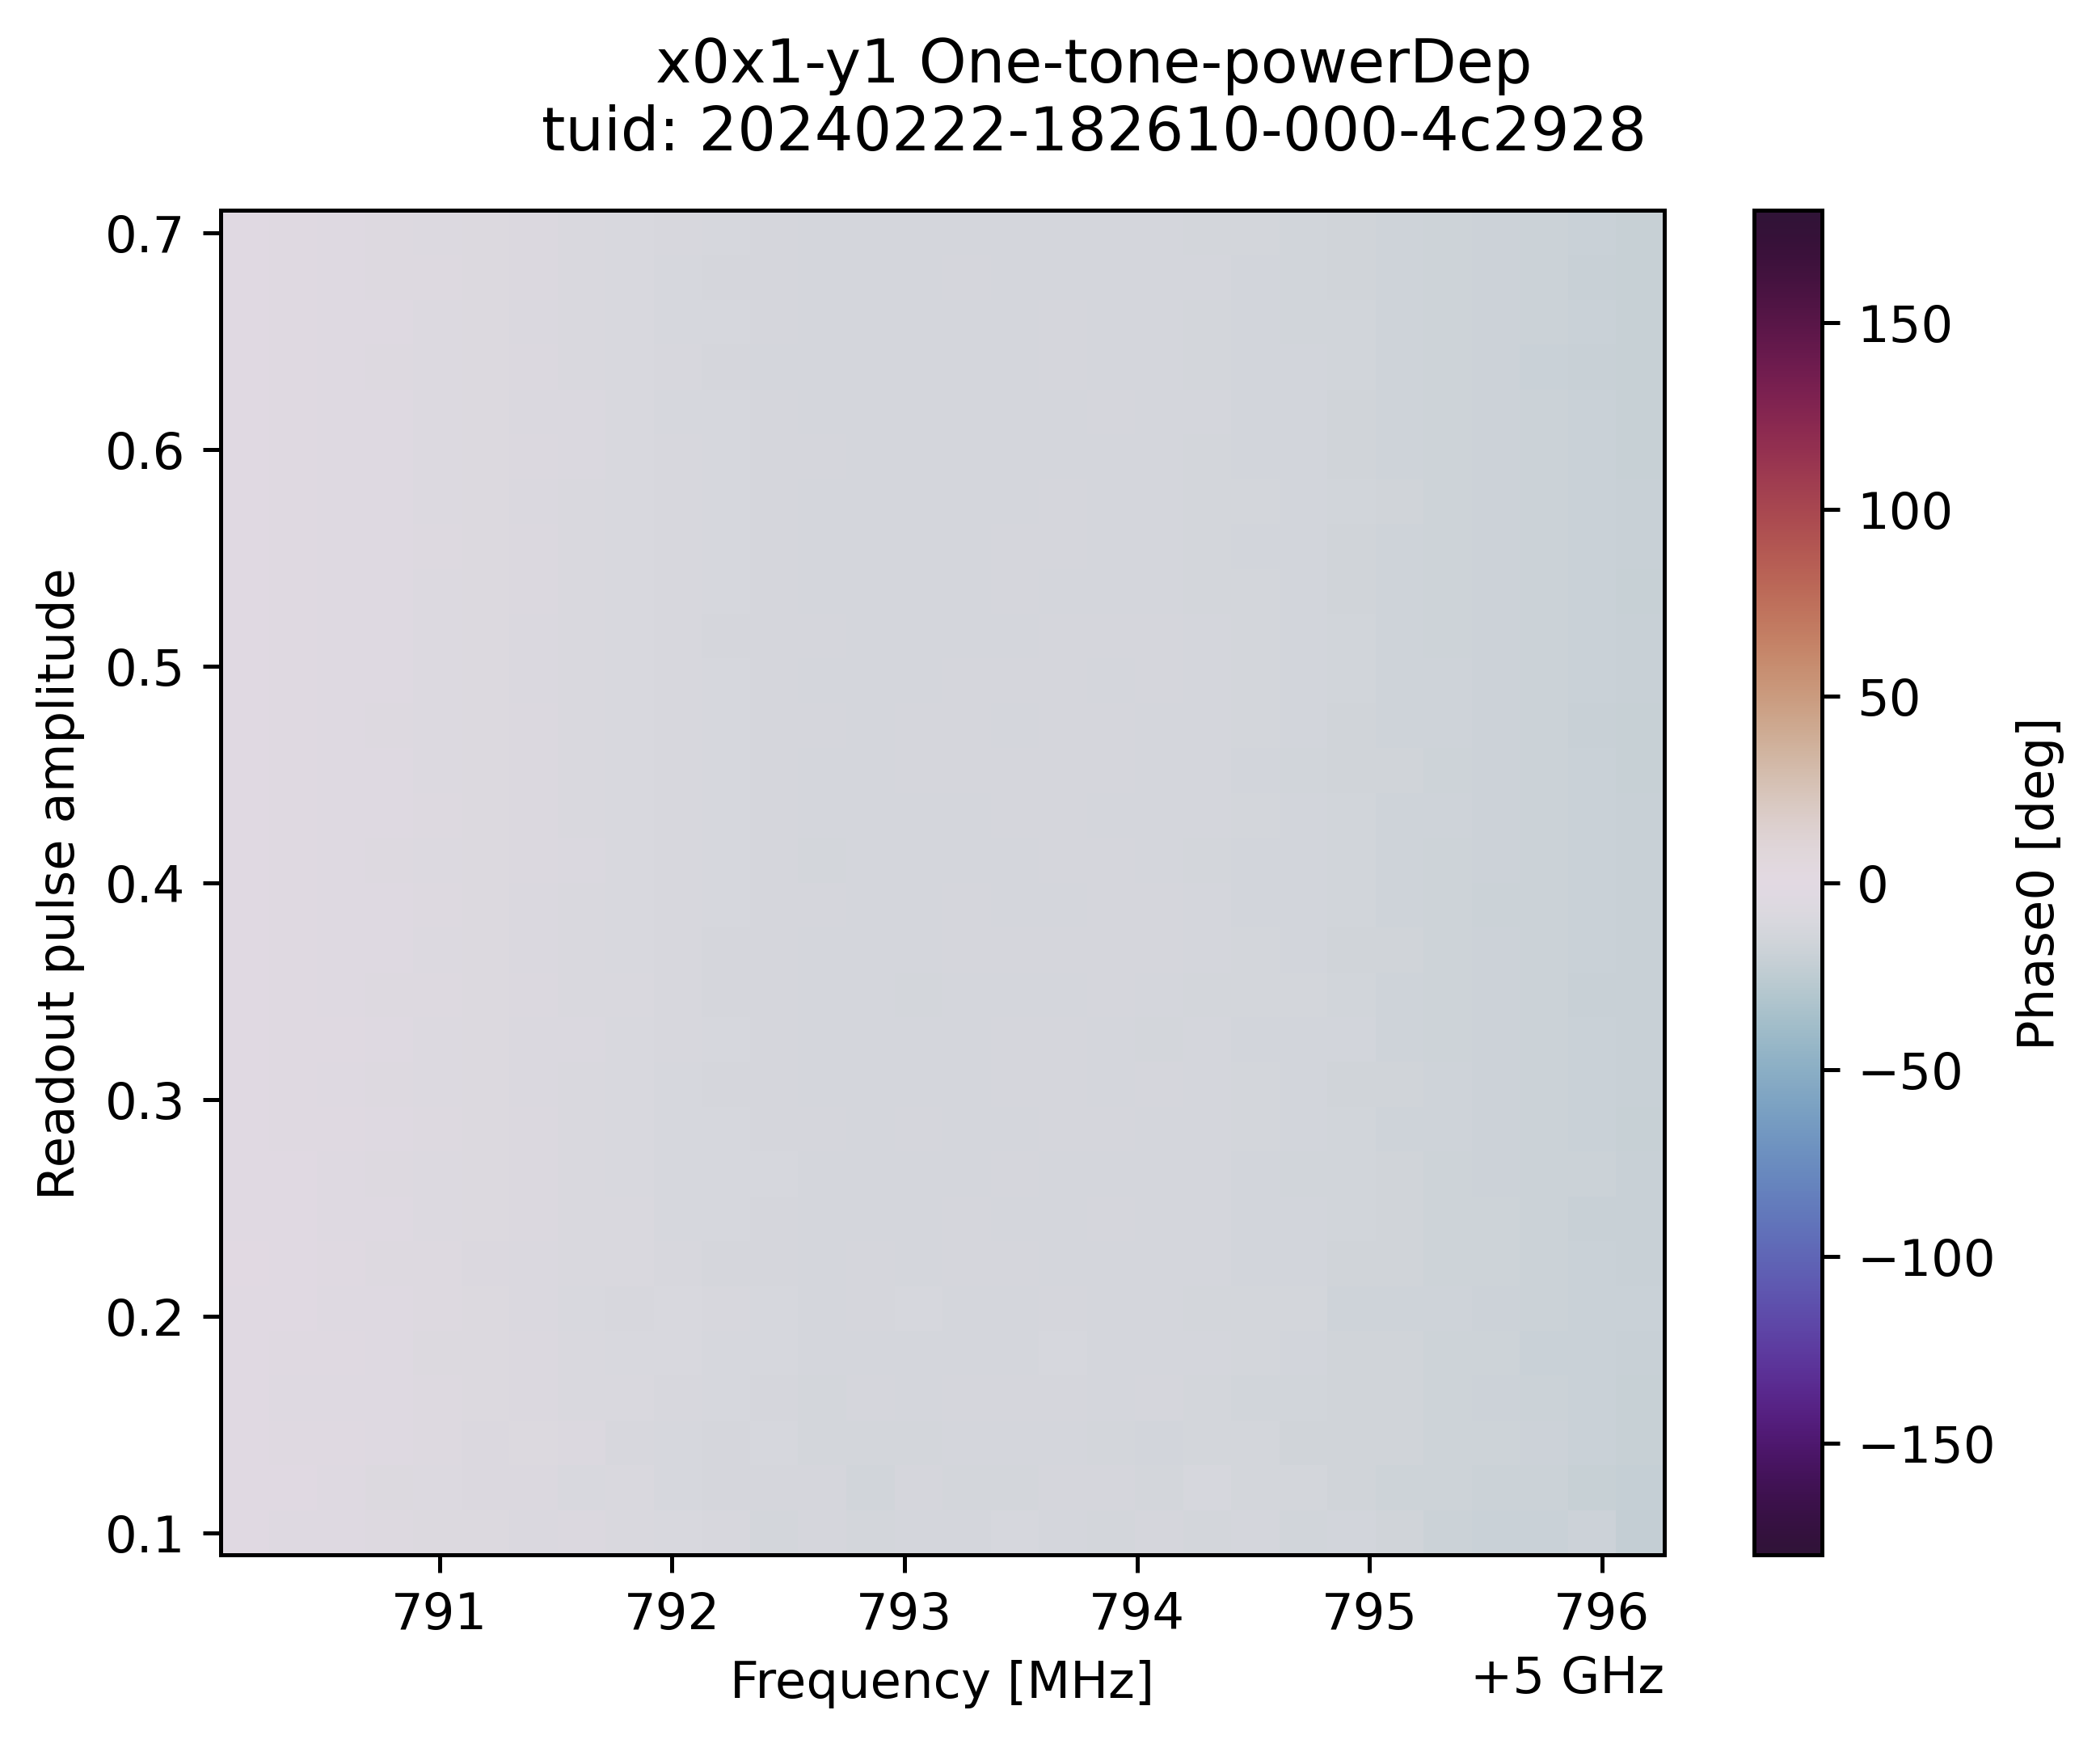 x0x1-y1 One-tone-powerDep
tuid: 20240222-182610-000-4c2928
Readout pulse amplitude
0.7
0.6
0.5
0.4
0.3
0.2
0.1
791 792 793 794 795 796
Frequency [MHz]
+5 GHz
150
100
50
0
−50
−100
−150
Phase0 [deg]